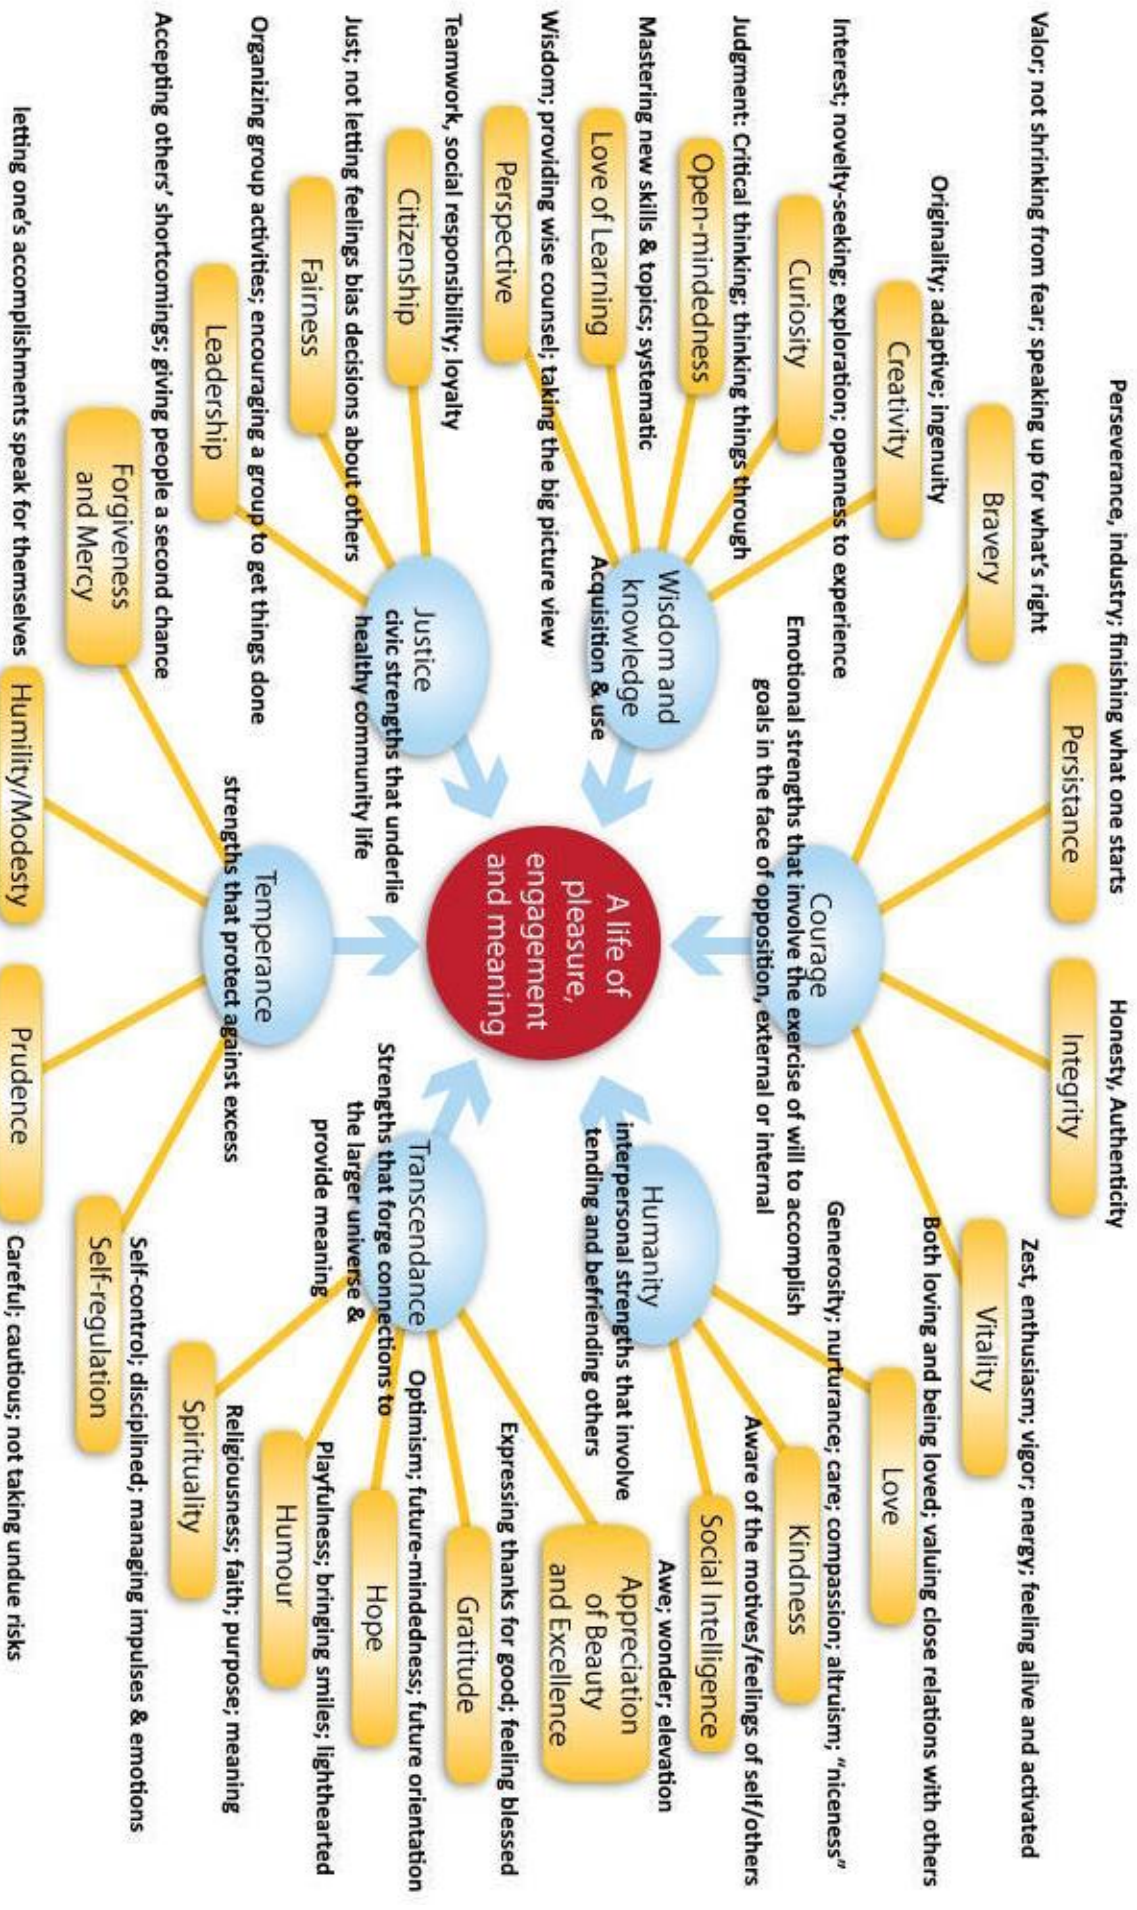 Perseverance, industry; finishing what one starts
Persistance
Honesty, Authenticity
Integrity
Valor; not shrinking from fear; speaking up for what's right
Bravery
Zest, enthusiasm; vigor; energy; feeling alive and activated
Vitality
Originality; adaptive; ingenuity
Creativity
Interest; novelty-seeking; exploration; openness to experience
Curiosity
Judgment: Critical thinking; thinking things through
Open-mindedness
Mastering new skills & topics; systematic
Love of Learning
Wisdom; providing wise counsel; taking the big picture view
Perspective
Wisdom and
knowledge
Acquisition & use
Courage
Emotional strengths that involve the exercise of will to accomplish
goals in the face of opposition, external or internal
Both loving and being loved; valuing close relations with others
Love
Generosity; nurturance; care; compassion; altruism; "niceness"
Kindness
Aware of the motives/feelings of self/others
Social Intelligence
Humanity
interpersonal strengths that involve
tending and befriending others
A life of
pleasure,
engagement
and meaning
Teamwork, social responsibility; loyalty
Citizenship
Just; not letting feelings bias decisions about others
Fairness
Organizing group activities; encouraging a group to get things done
Leadership
Justice
civic strengths that underlie
healthy community life
Awe; wonder; elevation
Appreciation
of Beauty
and Excellence
Expressing thanks for good; feeling blessed
Gratitude
Optimism; future-mindedness; future orientation
Hope
Playfulness; bringing smiles; lighthearted
Humour
Religiousness; faith; purpose; meaning
Spirituality
Transcendance
Strengths that forge connections to
the larger universe &
provide meaning
Temperance
strengths that protect against excess
Accepting others' shortcomings; giving people a second chance
Forgiveness
and Mercy
Self-control; disciplined; managing impulses & emotions
Self-regulation
letting one's accomplishments speak for themselves
Humility/Modesty
Prudence
Careful; cautious; not taking undue risks